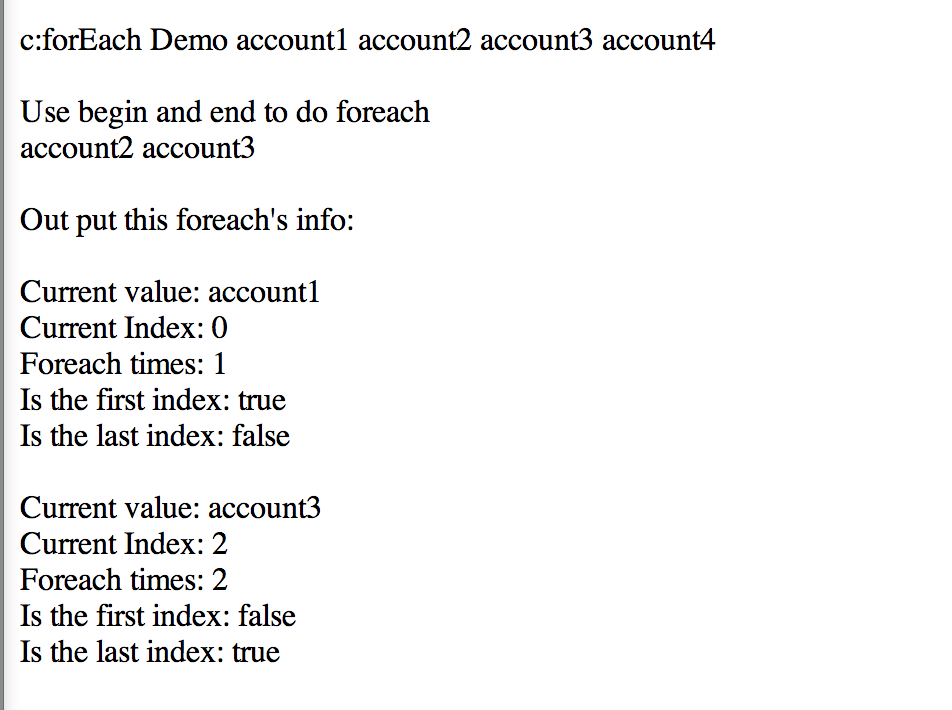 c:forEach Demo account1 account2 account3 account4
Use begin and end to do foreach
account2 account3
Out put this foreach's info:
Current value: account1
Current Index: 0
Foreach times: 1
Is the first index: true
Is the last index: false
Current value: account3
Current Index: 2
Foreach times: 2
Is the first index: false
Is the last index: true